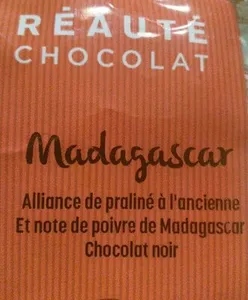 RÉAUTÉ
CHOCOLAT
Madagascar
Alliance de praliné à l'ancienne
Et note de poivre de Madagascar
Chocolat noir